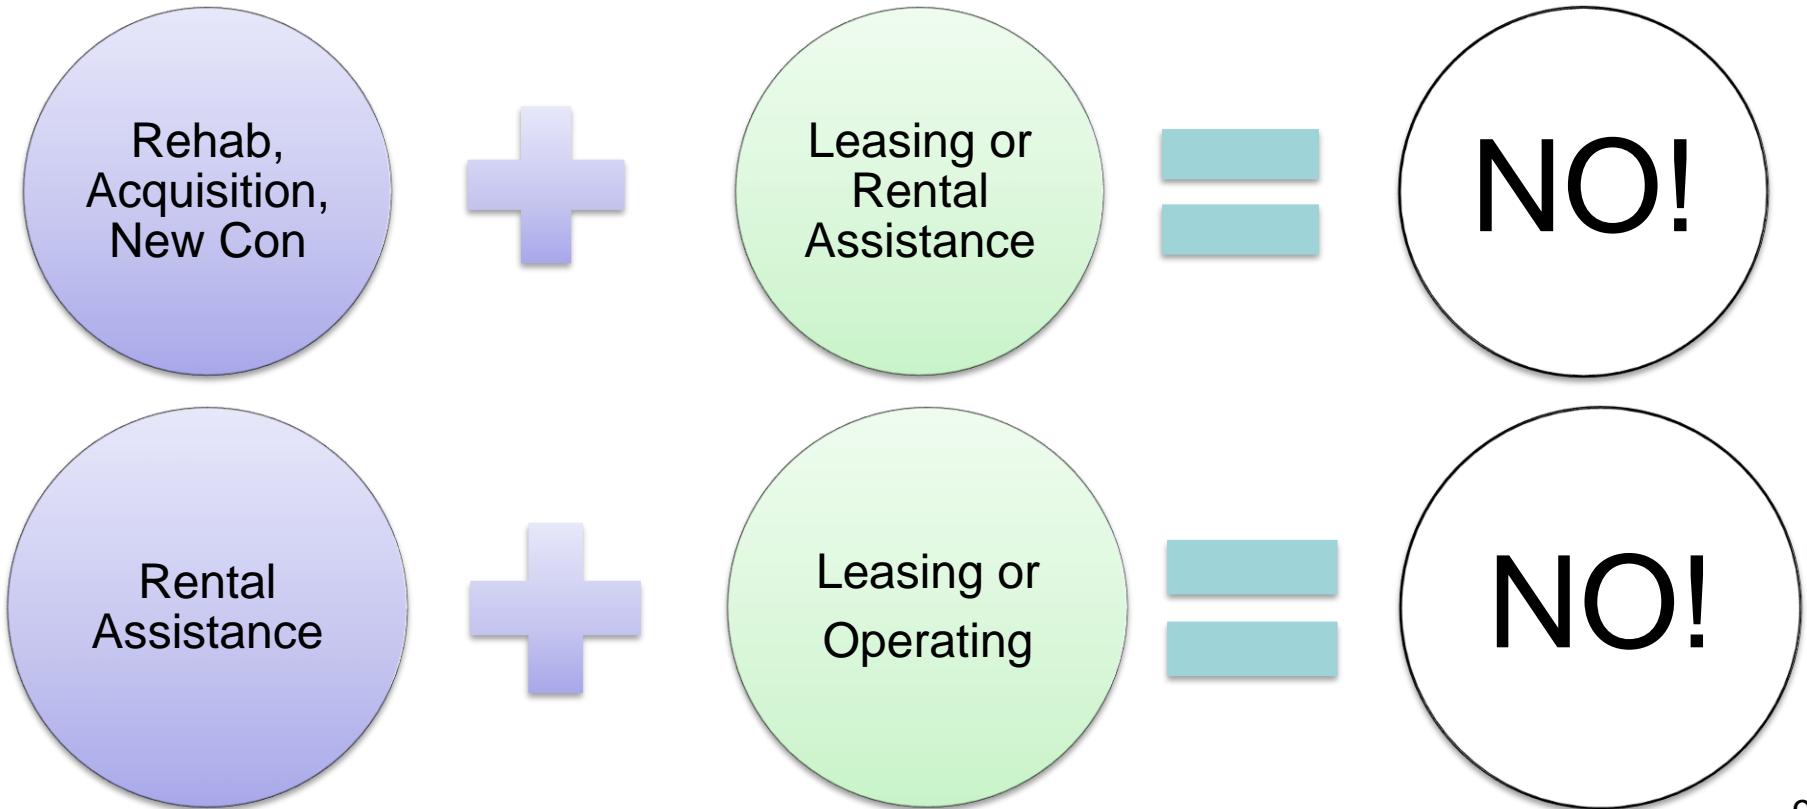 Rehab,
Acquisition,
New Con
Leasing or
Rental
Assistance
NO!
Rental
Assistance
Leasing or
Operating
NO!